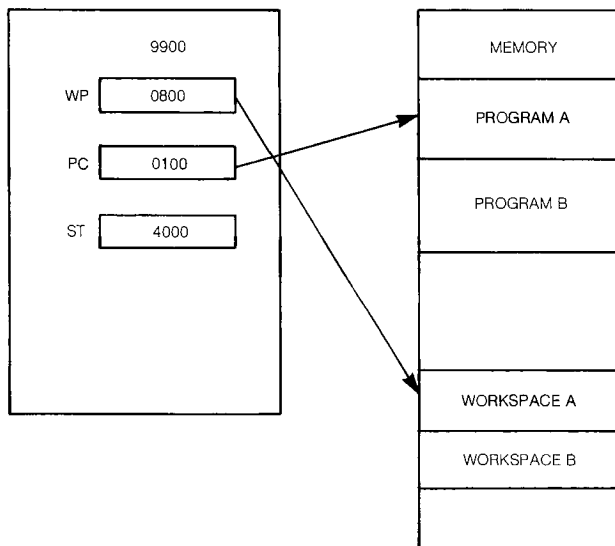 9900
WP 0800
PC 0100
ST 4000
MEMORY
PROGRAM A
PROGRAM B
WORKSPACE A
WORKSPACE B